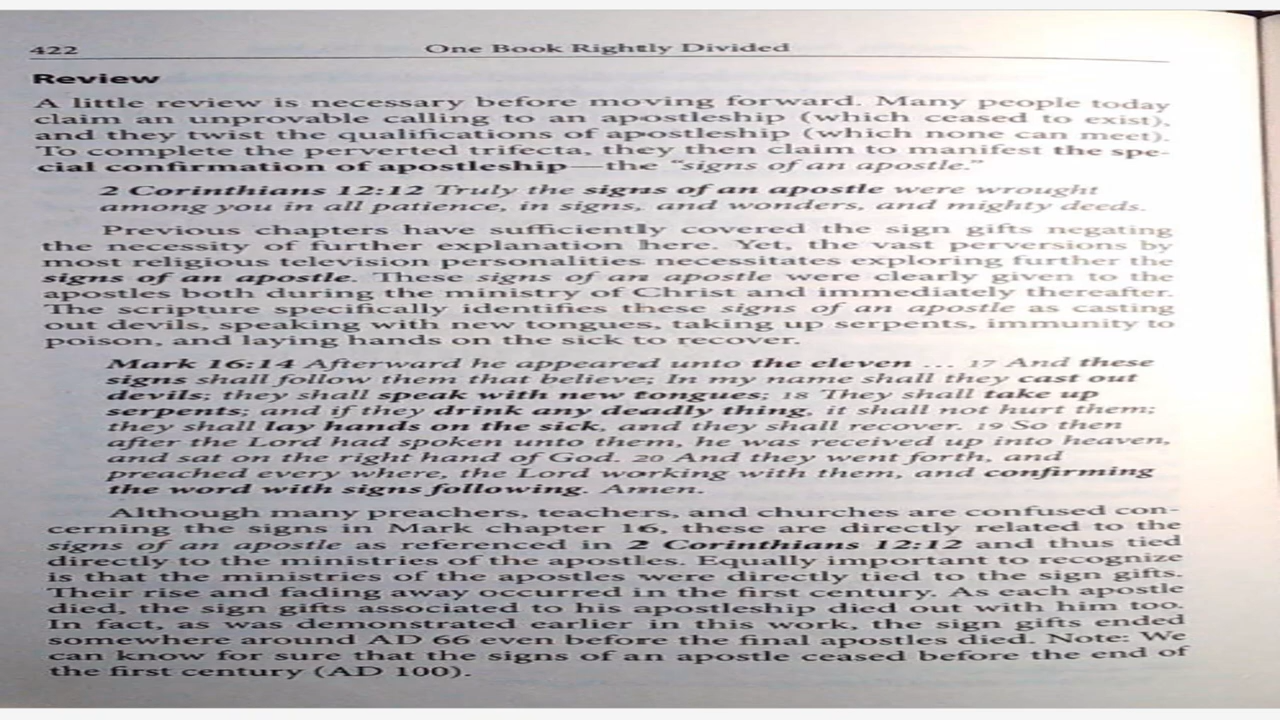 422 One Book Rightly Divided
Review
A little review is necessary before moving forward. Many people today
claim an unprovable calling to an apostleship (which ceased to exist),
and they twist the qualifications of apostleship (which none can meet).
To complete the perverted trifecta, they then claim to manifest the spe-
cial confirmation of apostleship—the “signs of an apostle.”
2 Corinthians 12:12 Truly the signs of an apostle were wrought
among you in all patience, in signs, and wonders, and mighty deeds.
Previous chapters have sufficiently covered the sign gifts negating
the necessity of further explanation here. Yet, the vast perversions by
most religious television personalities necessitates exploring further the
signs of an apostle. These signs of an apostle were clearly given to the
apostles both during the ministry of Christ and immediately thereafter.
The scripture specifically identifies these signs of an apostle as casting
out devils, speaking with new tongues, taking up serpents, immunity to
poison, and laying hands on the sick to recover.
Mark 16:14 Afterward he appeared unto the eleven ... 17 And these
signs shall follow them that believe; In my name shall they cast out
devils; they shall speak with new tongues; 18 They shall take up
serpents; and if they drink any deadly thing, it shall not hurt them;
they shall lay hands on the sick, and they shall recover. 19 So then
after the Lord had spoken unto them, he was received up into heaven,
and sat on the right hand of God. 20 And they went forth, and
preached every where, the Lord working with them, and confirming
the word with signs following. Amen.
Although many preachers, teachers, and churches are confused con-
cerning the signs in Mark chapter 16, these are directly related to the
signs of an apostle as referenced in 2 Corinthians 12:12 and thus tied
directly to the ministries of the apostles. Equally important to recognize
is that the ministries of the apostles were directly tied to the sign gifts.
Their rise and fading away occurred in the first century. As each apostle
died, the sign gifts associated to his apostleship died out with him too.
In fact, as was demonstrated earlier in this work, the sign gifts ended
somewhere around AD 66 even before the final apostles died. Note: We
can know for sure that the signs of an apostle ceased before the end of
the first century (AD 100).